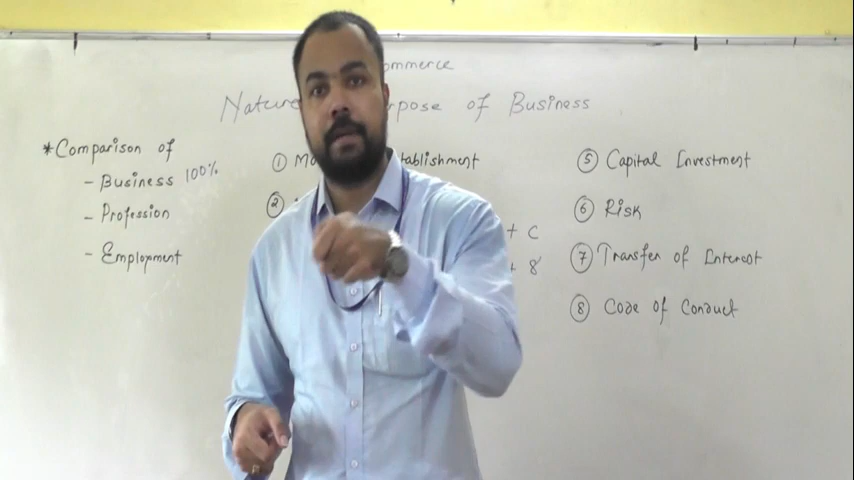 ommerce
Nature rpose of Business
*Comparison of
- Business 100%
- Profession
- Employment
① Mo tablishment
②
+ C
+ 8
⑤ Capital Investment
⑥ Risk
⑦ Transfer of Interest
⑧ Code of Conduct